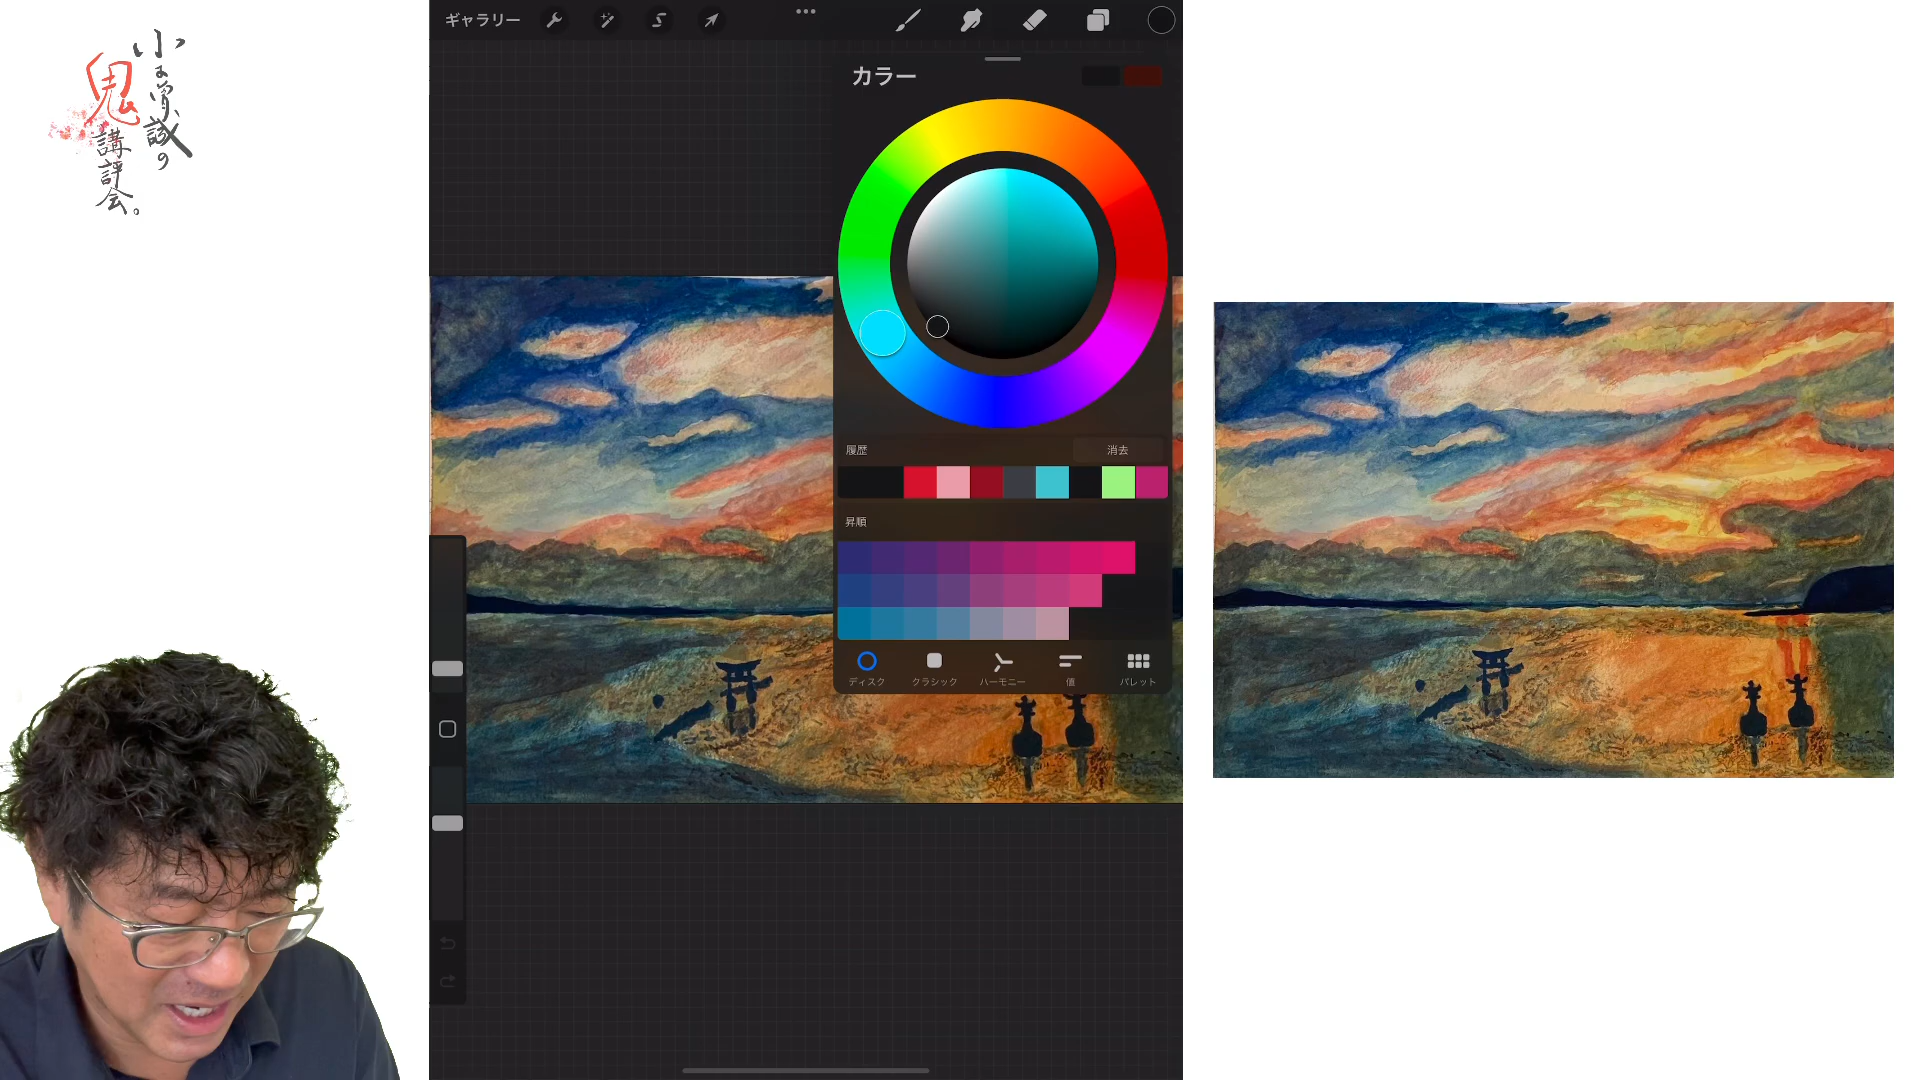 小お営誠の
鬼
講評会。
ギャラリー
カラー
履歴
消去
昇順
ディスク
クラシック
ハーモニー
値
パレット